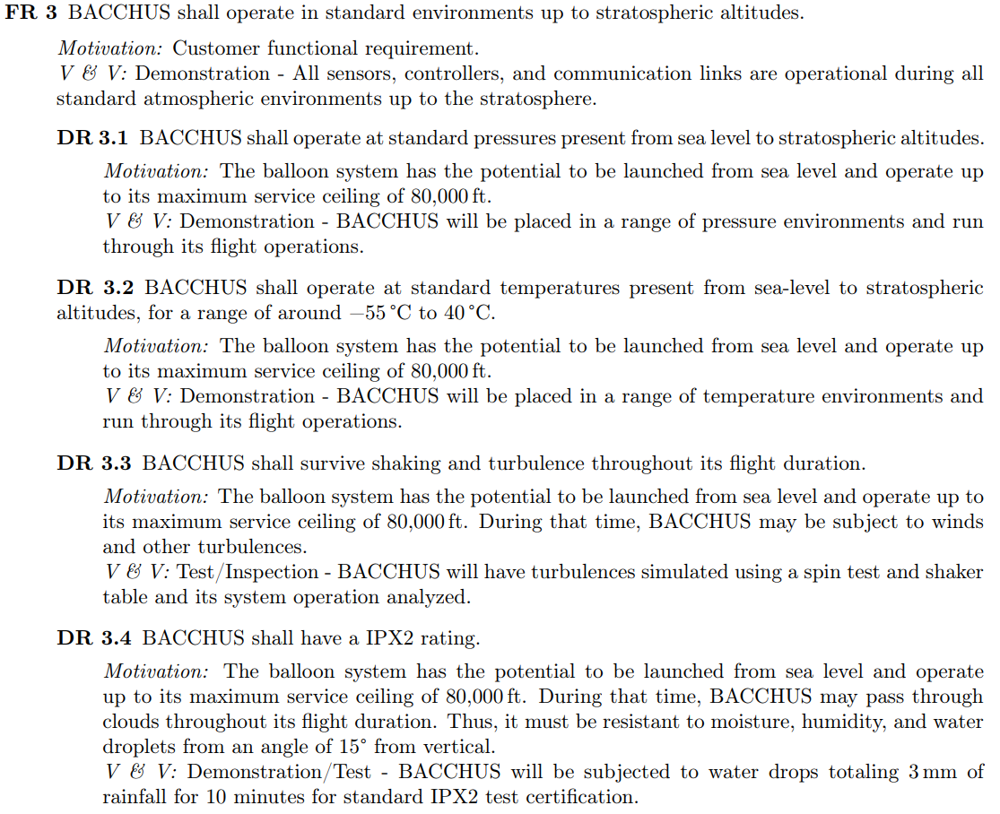 FR 3 BACCHUS shall operate in standard environments up to stratospheric altitudes.
Motivation: Customer functional requirement.
V & V: Demonstration - All sensors, controllers, and communication links are operational during all
standard atmospheric environments up to the stratosphere.
DR 3.1 BACCHUS shall operate at standard pressures present from sea level to stratospheric altitudes.
Motivation: The balloon system has the potential to be launched from sea level and operate up
to its maximum service ceiling of 80,000 ft.
V & V: Demonstration - BACCHUS will be placed in a range of pressure environments and run
through its flight operations.
DR 3.2 BACCHUS shall operate at standard temperatures present from sea-level to stratospheric
altitudes, for a range of around −55 °C to 40 °C.
Motivation: The balloon system has the potential to be launched from sea level and operate up
to its maximum service ceiling of 80,000 ft.
V & V: Demonstration - BACCHUS will be placed in a range of temperature environments and
run through its flight operations.
DR 3.3 BACCHUS shall survive shaking and turbulence throughout its flight duration.
Motivation: The balloon system has the potential to be launched from sea level and operate up to
its maximum service ceiling of 80,000 ft. During that time, BACCHUS may be subject to winds
and other turbulences.
V & V: Test/Inspection - BACCHUS will have turbulences simulated using a spin test and shaker
table and its system operation analyzed.
DR 3.4 BACCHUS shall have a IPX2 rating.
Motivation: The balloon system has the potential to be launched from sea level and operate
up to its maximum service ceiling of 80,000 ft. During that time, BACCHUS may pass through
clouds throughout its flight duration. Thus, it must be resistant to moisture, humidity, and water
droplets from an angle of 15° from vertical.
V & V: Demonstration/Test - BACCHUS will be subjected to water drops totaling 3 mm of
rainfall for 10 minutes for standard IPX2 test certification.